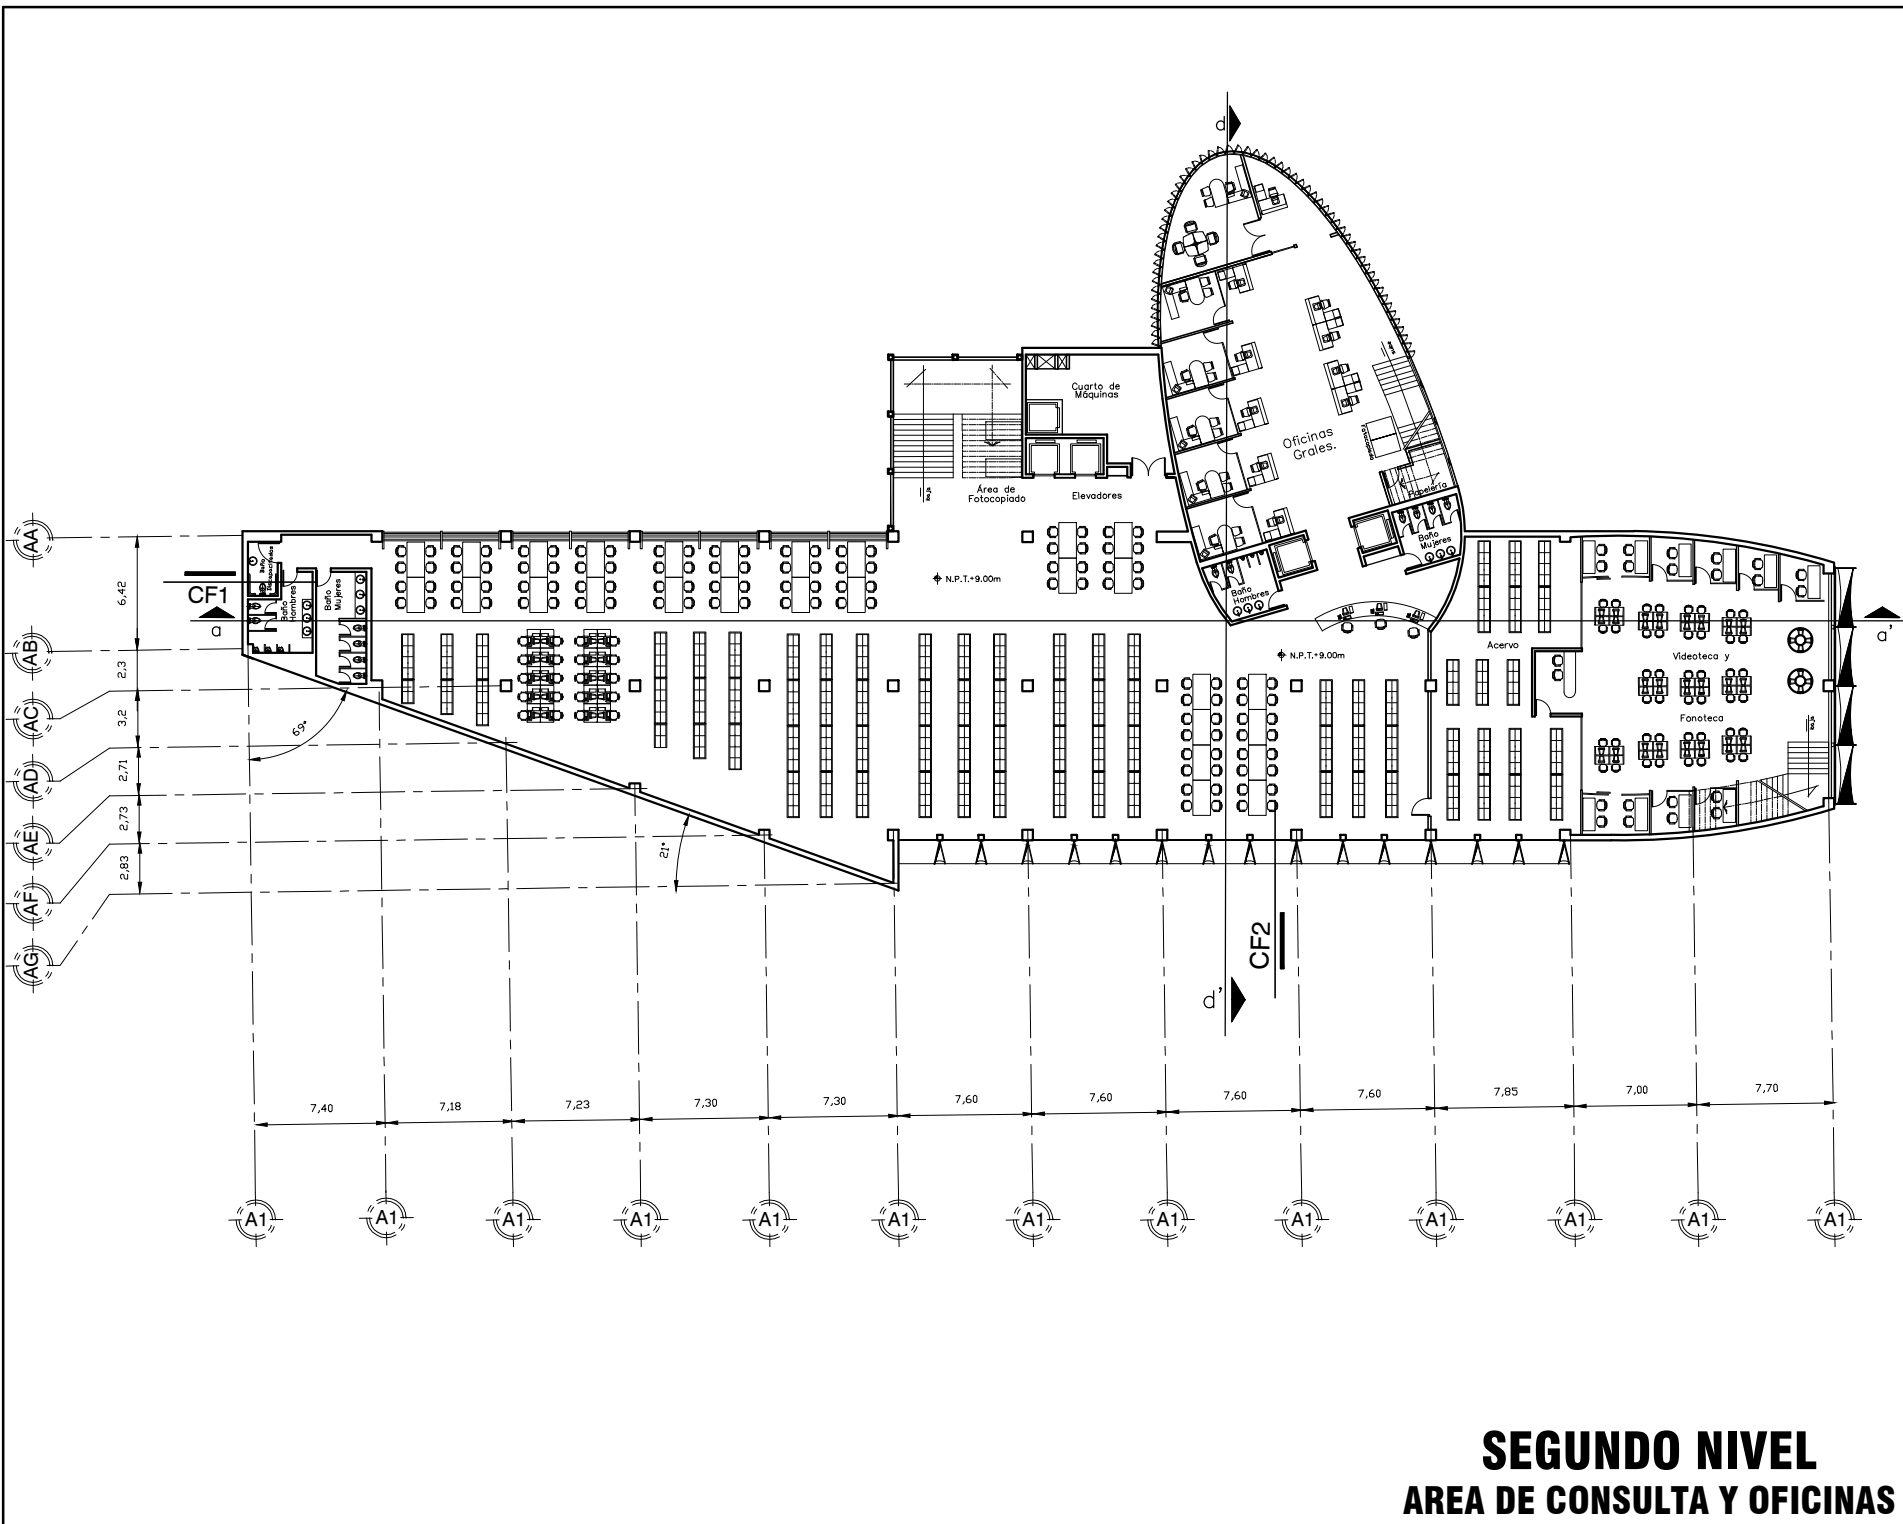 d
Cuarto de
Máquinas
Oficinas
Grales.
Fotocopiado
Papelería
Área de
Fotocopiado
Elevadores
baja
Baño
Mujeres
Baño
Hombres
N.P.T.+9.00m
N.P.T.+9.00m
Baño
Hombres
Baño
Mujeres
Acervo
Videoteca y
Fonoteca
baja
CF1
a
a'
AA
AB
AC
AD
AE
AF
AG
6,42
2,3
3,2
2,71
2,73
2,83
69°
21°
CF2
d'
7,40
7,18
7,23
7,30
7,30
7,60
7,60
7,60
7,60
7,85
7,00
7,70
A1
A1
A1
A1
A1
A1
A1
A1
A1
A1
A1
A1
A1
SEGUNDO NIVEL
AREA DE CONSULTA Y OFICINAS